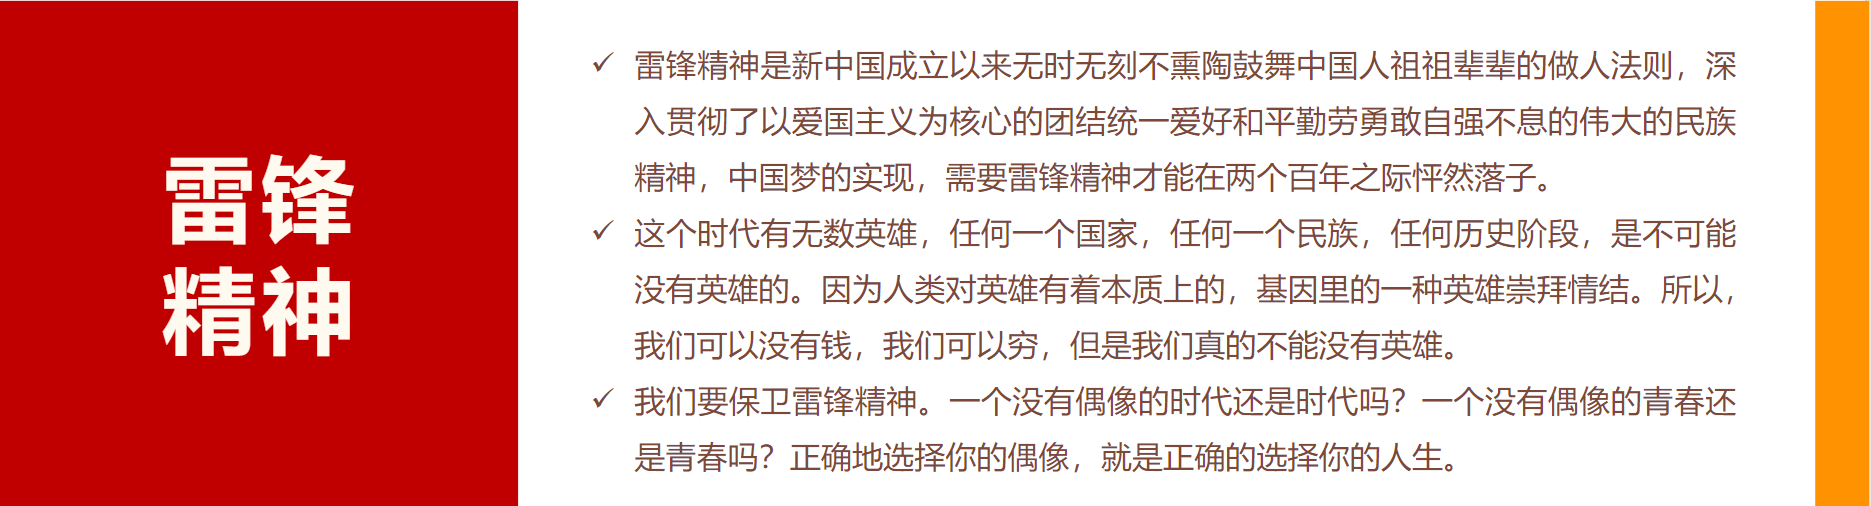 雷锋
精神
✓ 雷锋精神是新中国成立以来无时无刻不熏陶鼓舞中国人祖祖辈辈的做人法则，深
入贯彻了以爱国主义为核心的团结统一爱好和平勤劳勇敢自强不息的伟大的民族
精神，中国梦的实现，需要雷锋精神才能在两个百年之际怦然落子。
✓ 这个时代有无数英雄，任何一个国家，任何一个民族，任何历史阶段，是不可能
没有英雄的。因为人类对英雄有着本质上的，基因里的一种英雄崇拜情结。所以，
我们可以没有钱，我们可以穷，但是我们真的不能没有英雄。
✓ 我们要保卫雷锋精神。一个没有偶像的时代还是时代吗？一个没有偶像的青春还
是青春吗？正确地选择你的偶像，就是正确的选择你的人生。